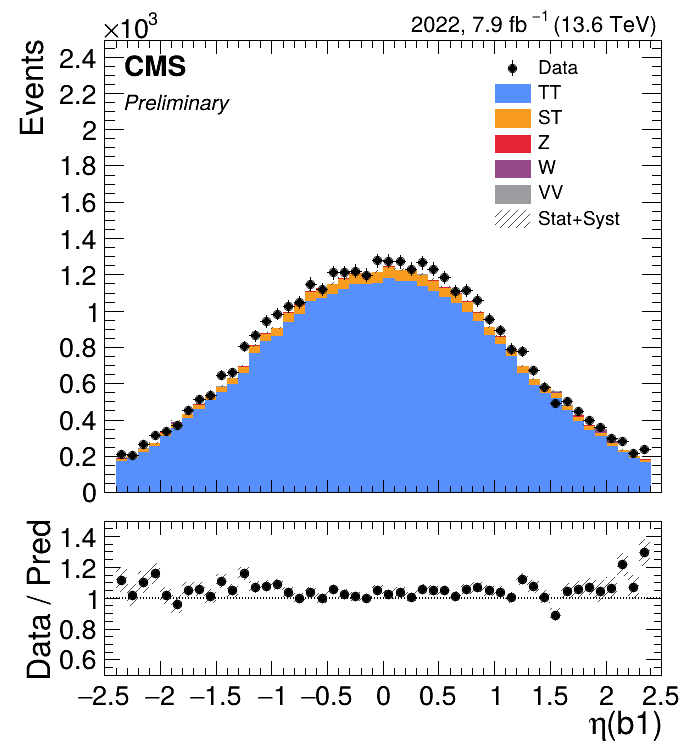 ×10³
2022, 7.9 fb⁻¹ (13.6 TeV)
Events
CMS
Preliminary
Data
TT
ST
Z
W
VV
Stat+Syst
2.4
2.2
2
1.8
1.6
1.4
1.2
1
0.8
0.6
0.4
0.2
0
Data / Pred
1.4
1.2
1
0.8
0.6
−2.5 −2 −1.5 −1 −0.5 0 0.5 1 1.5 2 2.5
η(b1)